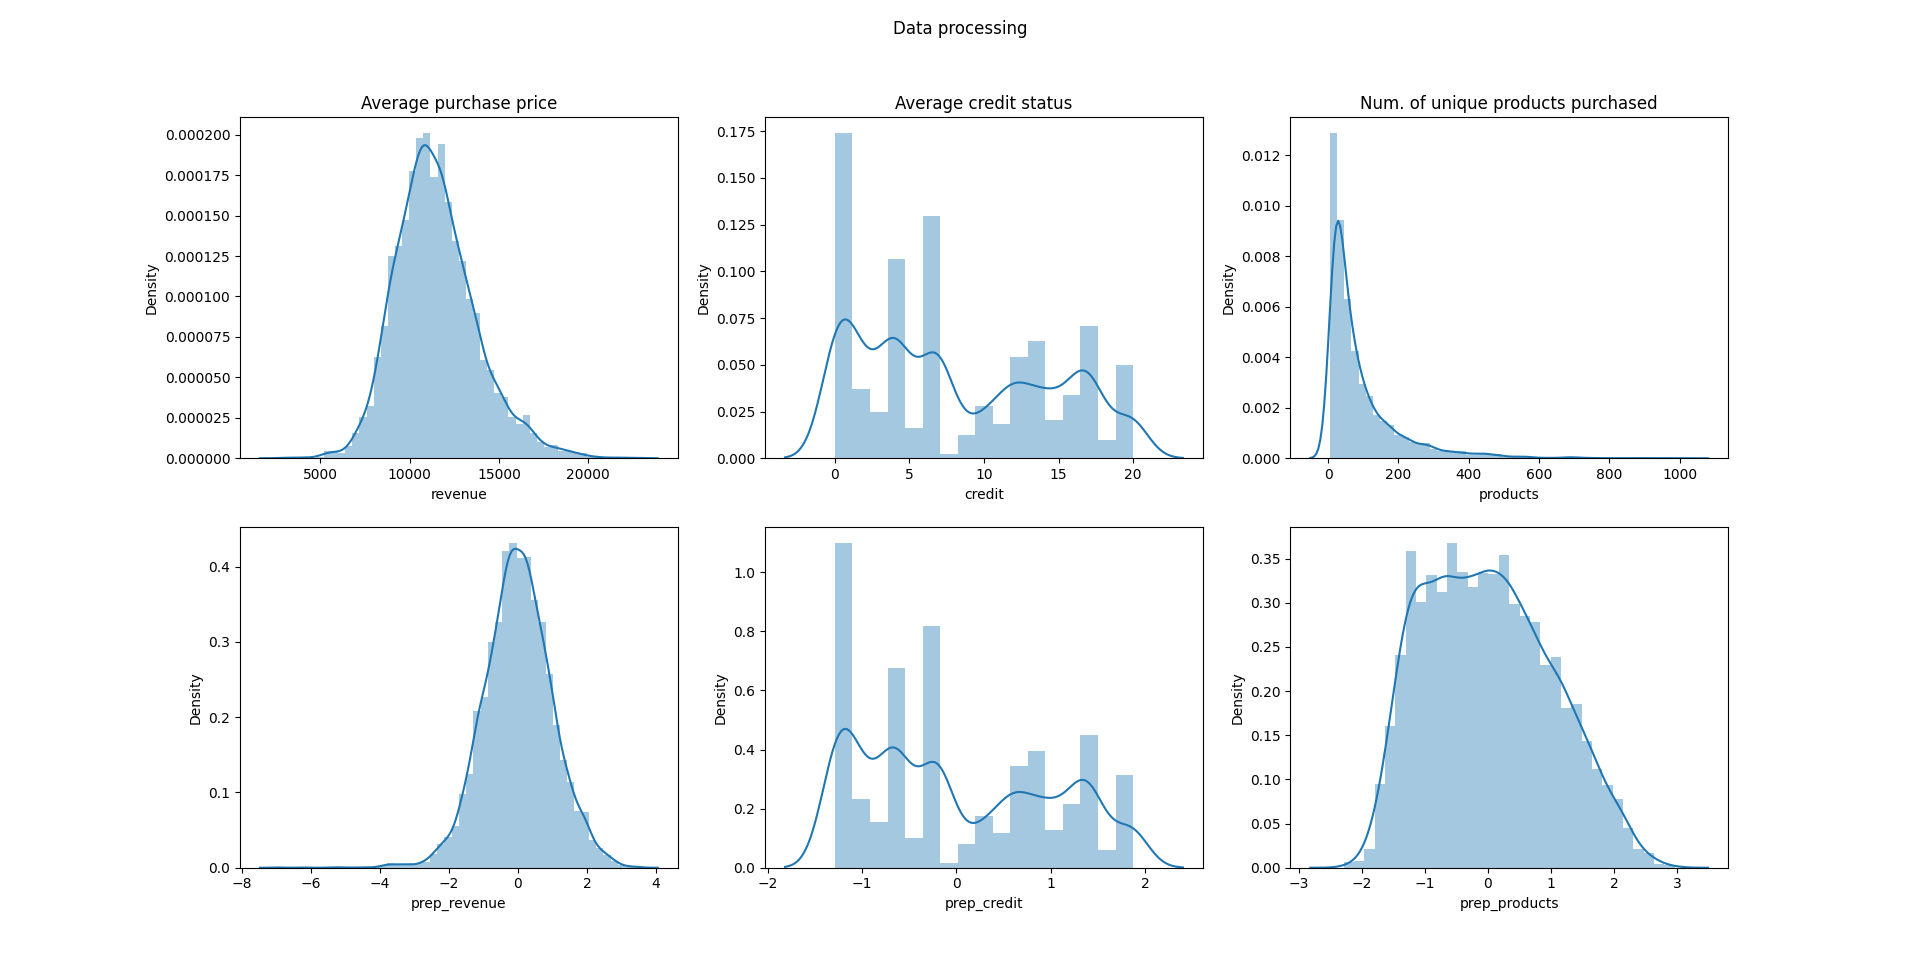 Data processing
Average purchase price
0.000200
0.000175
0.000150
0.000125
0.000100
0.000075
0.000050
0.000025
0.000000
Density
5000 10000 15000 20000
revenue
Average credit status
0.175
0.150
0.125
0.100
0.075
0.050
0.025
0.000
Density
0 5 10 15 20
credit
Num. of unique products purchased
0.012
0.010
0.008
0.006
0.004
0.002
0.000
Density
0 200 400 600 800 1000
products
0.4
0.3
0.2
0.1
0.0
Density
−8 −6 −4 −2 0 2 4
prep_revenue
1.0
0.8
0.6
0.4
0.2
0.0
Density
−2 −1 0 1 2
prep_credit
0.35
0.30
0.25
0.20
0.15
0.10
0.05
0.00
Density
−3 −2 −1 0 1 2 3
prep_products